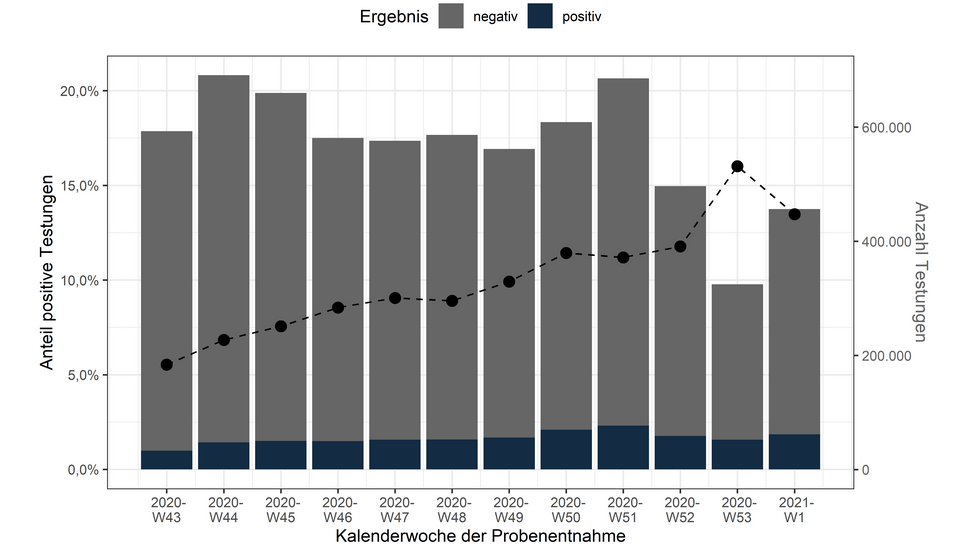 Ergebnis negativ positiv
Anteil positive Testungen
20,0%
15,0%
10,0%
5,0%
0,0%
600.000
400.000
200.000
0
Anzahl Testungen
2020-W43
2020-W44
2020-W45
2020-W46
2020-W47
2020-W48
2020-W49
2020-W50
2020-W51
2020-W52
2020-W53
2021-W1
Kalenderwoche der Probenentnahme